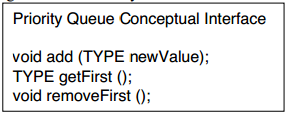 Priority Queue Conceptual Interface
void add (TYPE newValue);
TYPE getFirst ();
void removeFirst ();